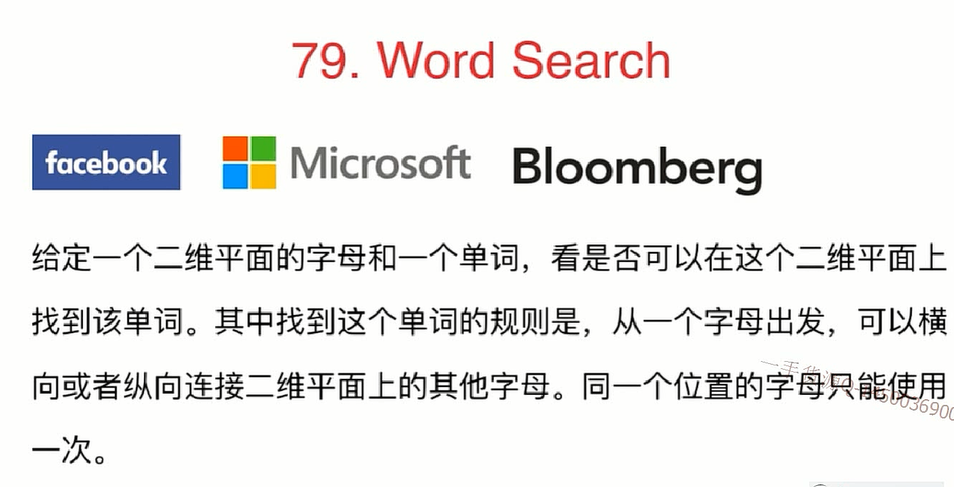 79. Word Search
facebook Microsoft Bloomberg
给定一个二维平面的字母和一个单词，看是否可以在这个二维平面上
找到该单词。其中找到这个单词的规则是，从一个字母出发，可以横
向或者纵向连接二维平面上的其他字母。同一个位置的字母只能使用
一次。
一手货源